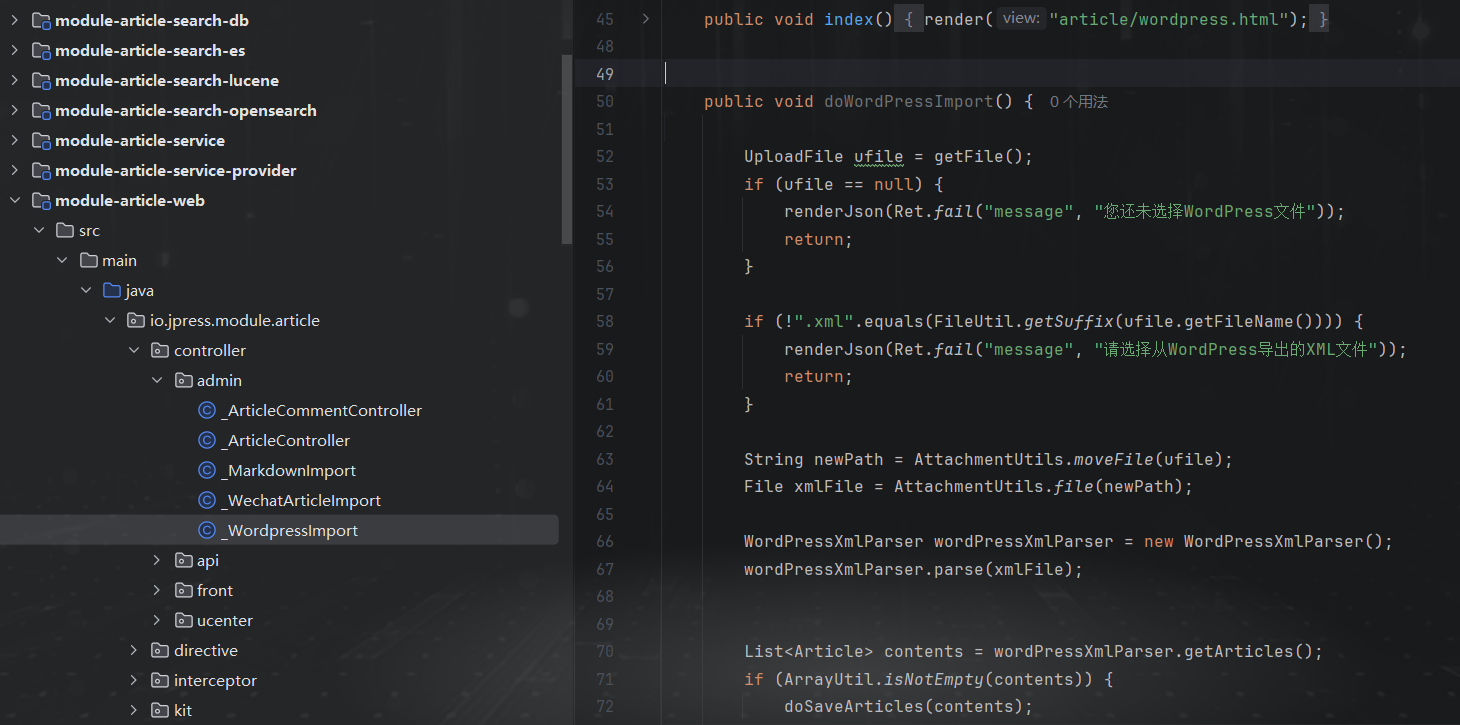 module-article-search-db
module-article-search-es
module-article-search-lucene
module-article-search-opensearch
module-article-service
module-article-service-provider
module-article-web
src
main
java
io.jpress.module.article
controller
admin
_ArticleCommentController
_ArticleController
_MarkdownImport
_WechatArticleImport
_WordpressImport
api
front
ucenter
directive
interceptor
kit
45 public void index() { render( view: "article/wordpress.html"); }
48
49
50 public void doWordPressImport() { 0个用法
51
52 UploadFile ufile = getFile();
53 if (ufile == null) {
54 renderJson(Ret.fail("message", "您还未选择WordPress文件"));
55 return;
56 }
57
58 if (!".xml".equals(FileUtil.getSuffix(ufile.getFileName()))) {
59 renderJson(Ret.fail("message", "请选择从WordPress导出的XML文件"));
60 return;
61 }
62
63 String newPath = AttachmentUtils.moveFile(ufile);
64 File xmlFile = AttachmentUtils.file(newPath);
65
66 WordPressXmlParser wordPressXmlParser = new WordPressXmlParser();
67 wordPressXmlParser.parse(xmlFile);
68
69
70 List<Article> contents = wordPressXmlParser.getArticles();
71 if (ArrayUtil.isNotEmpty(contents)) {
72 doSaveArticles(contents);